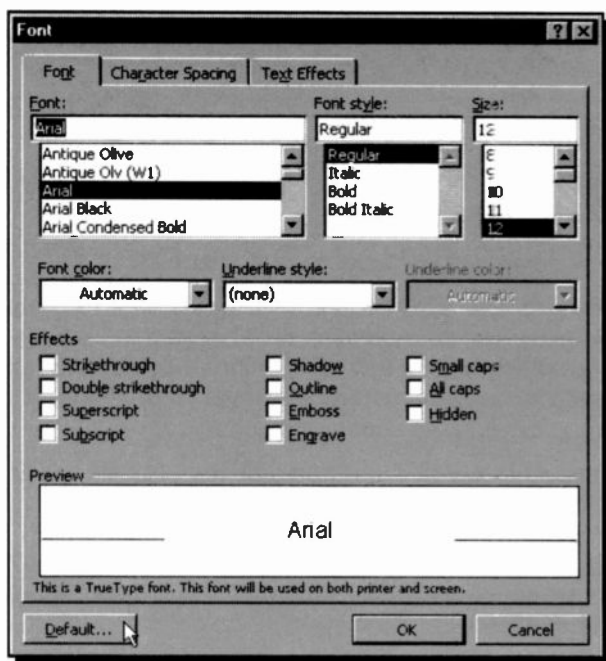 Font
Font Character Spacing Text Effects
Font: Font style: Size:
Arial Regular 12
Antique Olive Regular 8
Antique Olv (W1) Italic 9
Arial Bold 10
Arial Black Bold Italic 11
Arial Condensed Bold 12
Font color: Underline style: Underline color:
Automatic (none) Automatic
Effects
Strikethrough Shadow Small caps
Double strikethrough Outline All caps
Superscript Emboss Hidden
Subscript Engrave
Preview
Arial
This is a TrueType font. This font will be used on both printer and screen.
Default... OK Cancel